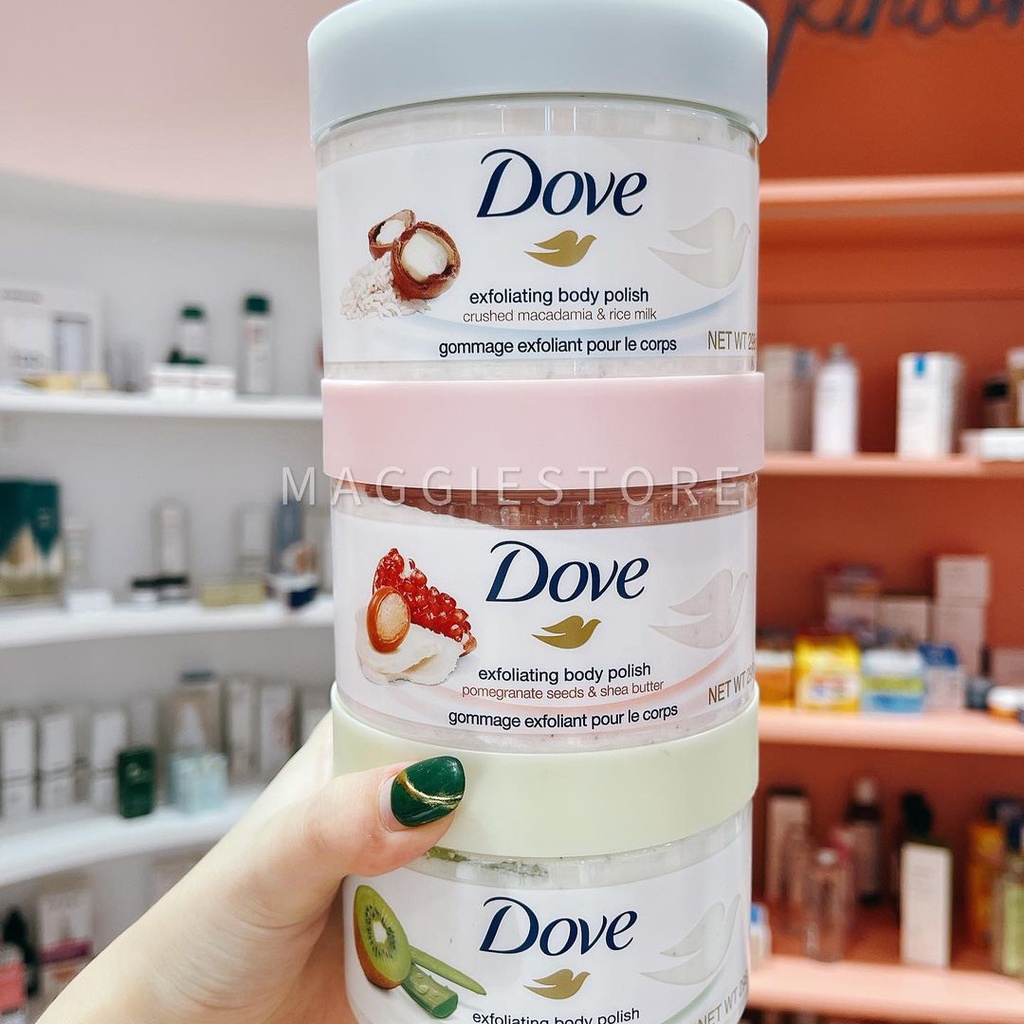 Dove
exfoliating body polish
crushed macadamia & rice milk
gommage exfoliant pour le corps
NET WT
MAGGIESTORE
Dove
exfoliating body polish
pomegranate seeds & shea butter
gommage exfoliant pour le corps
NET WT
Dove
exfoliating body polish
NET WT